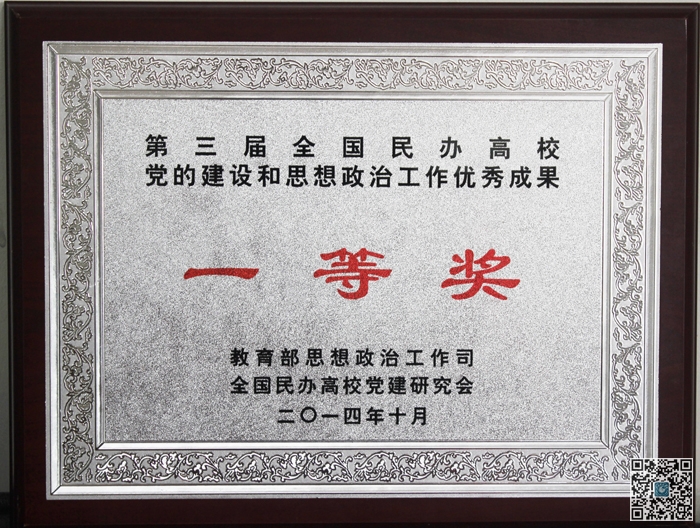 第三届全国民办高校
党的建设和思想政治工作优秀成果
一等奖
教育部思想政治工作司
全国民办高校党建研究会
二〇一四年十月